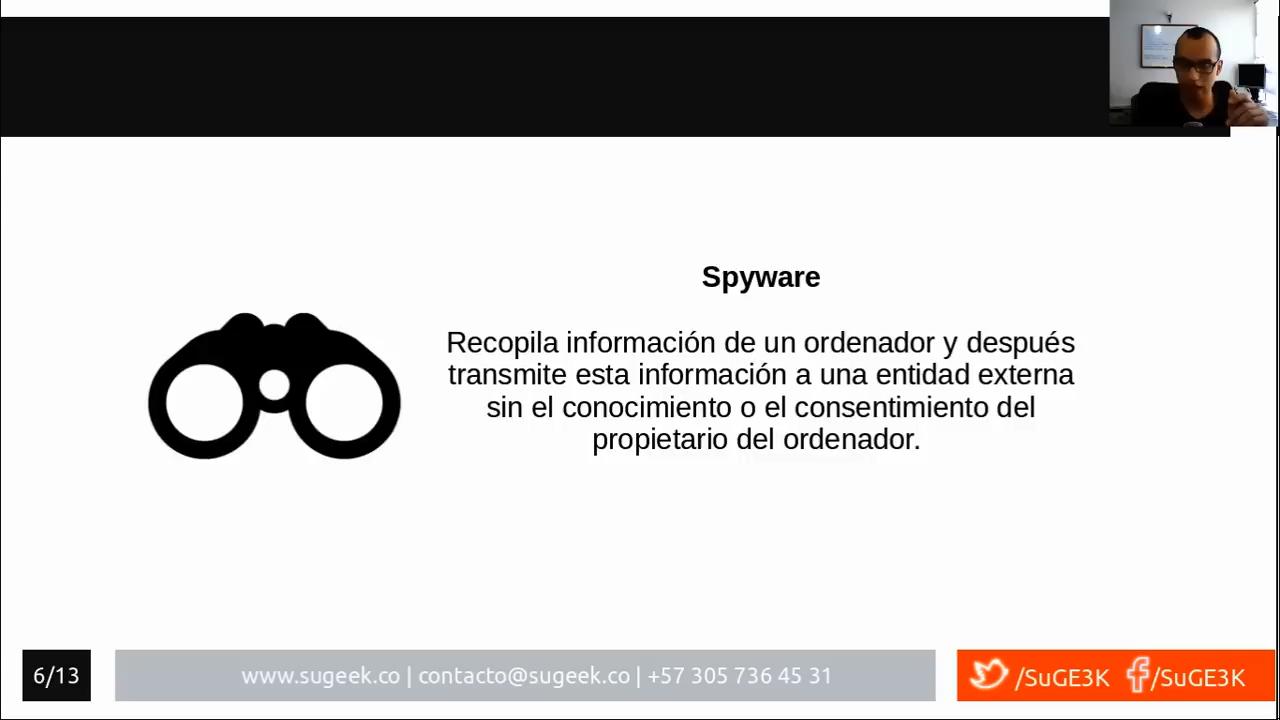 Spyware
Recopila información de un ordenador y después
transmite esta información a una entidad externa
sin el conocimiento o el consentimiento del
propietario del ordenador.
6/13
www.sugeek.co | contacto@sugeek.co | +57 305 736 45 31
/SuGE3K
/SuGE3K